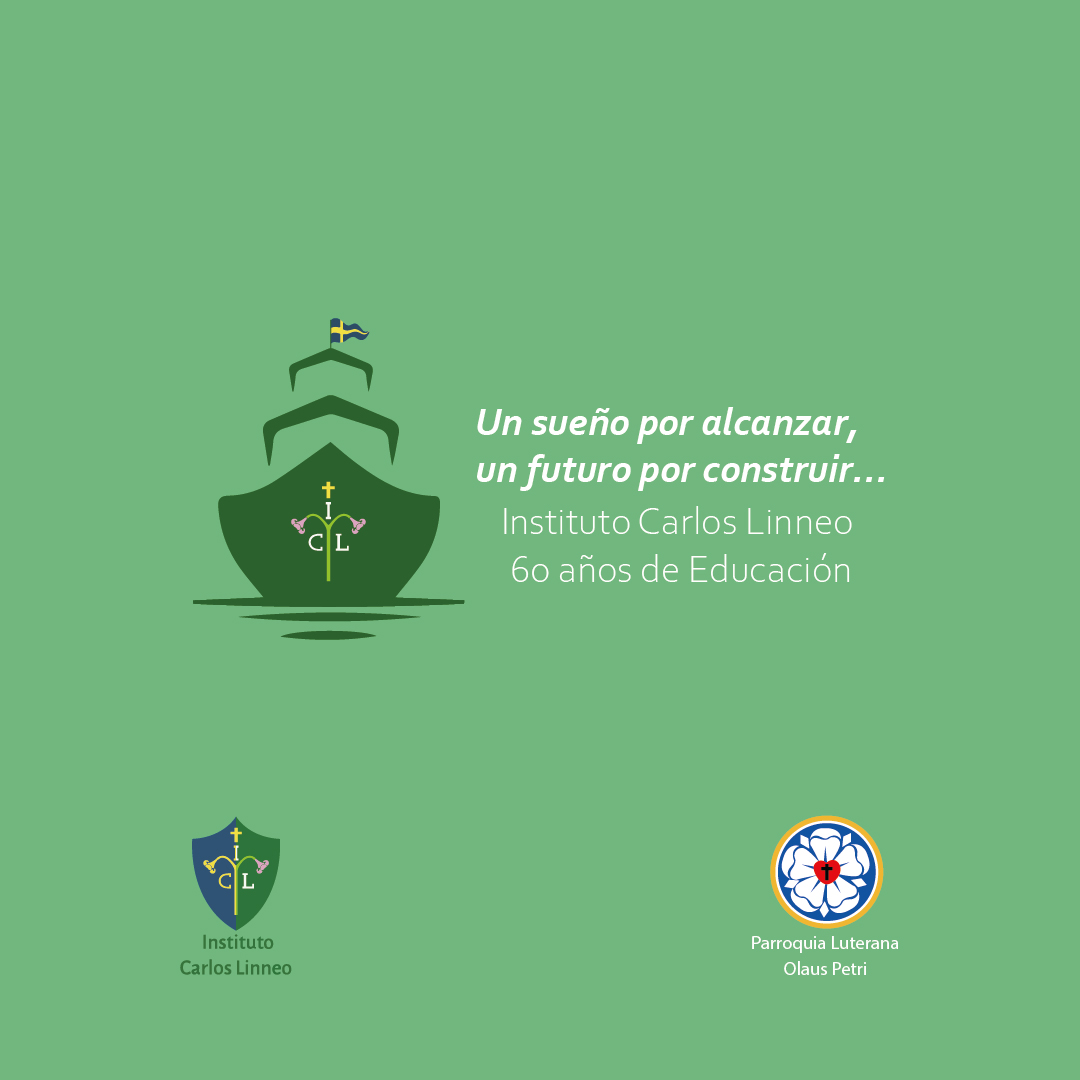 Un sueño por alcanzar,
un futuro por construir...
Instituto Carlos Linneo
60 años de Educación
I
C L
I
C L
Instituto
Carlos Linneo
Parroquia Luterana
Olaus Petri